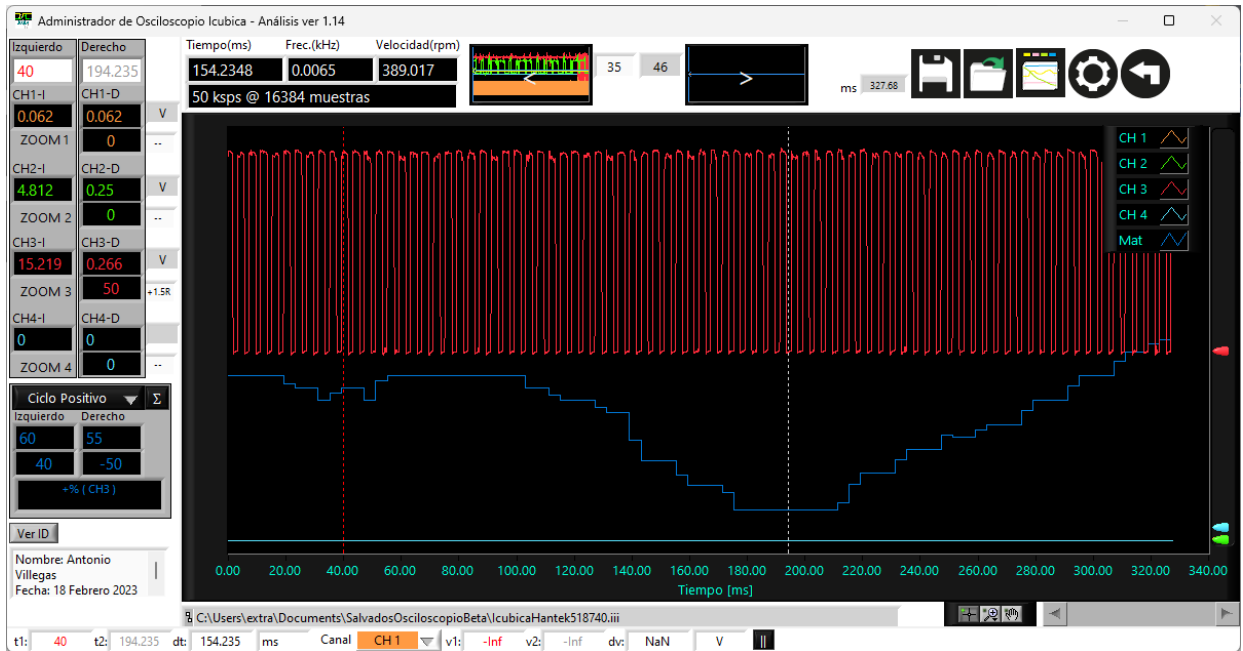 Administrador de Osciloscopio Icubica - Análisis ver 1.14
Izquierdo Derecho
40 194.235
CH1-I CH1-D
0.062 0.062 V
ZOOM 1 0 --
CH2-I CH2-D
4.812 0.25 V
ZOOM 2 0 --
CH3-I CH3-D
15.219 0.266 V
ZOOM 3 50 +1.5R
CH4-I CH4-D
0 0
ZOOM 4 0 --
Ciclo Positivo Σ
Izquierdo Derecho
60 55
40 -50
+% ( CH3 )
Ver ID
Nombre: Antonio
Villegas
Fecha: 18 Febrero 2023
Tiempo(ms) Frec.(kHz) Velocidad(rpm)
154.2348 0.0065 389.017
50 ksps @ 16384 muestras
< 35 46 >
ms 327.68
CH 1
CH 2
CH 3
CH 4
Mat
0.00 20.00 40.00 60.00 80.00 100.00 120.00 140.00 160.00 180.00 200.00 220.00 240.00 260.00 280.00 300.00 320.00 340.00
Tiempo [ms]
C:\Users\extra\Documents\SalvadosOsciloscopioBeta\IcubicaHantek518740.iii
t1: 40 t2: 194.235 dt: 154.235 ms Canal CH 1 v1: -Inf v2: -Inf dv: NaN V ||